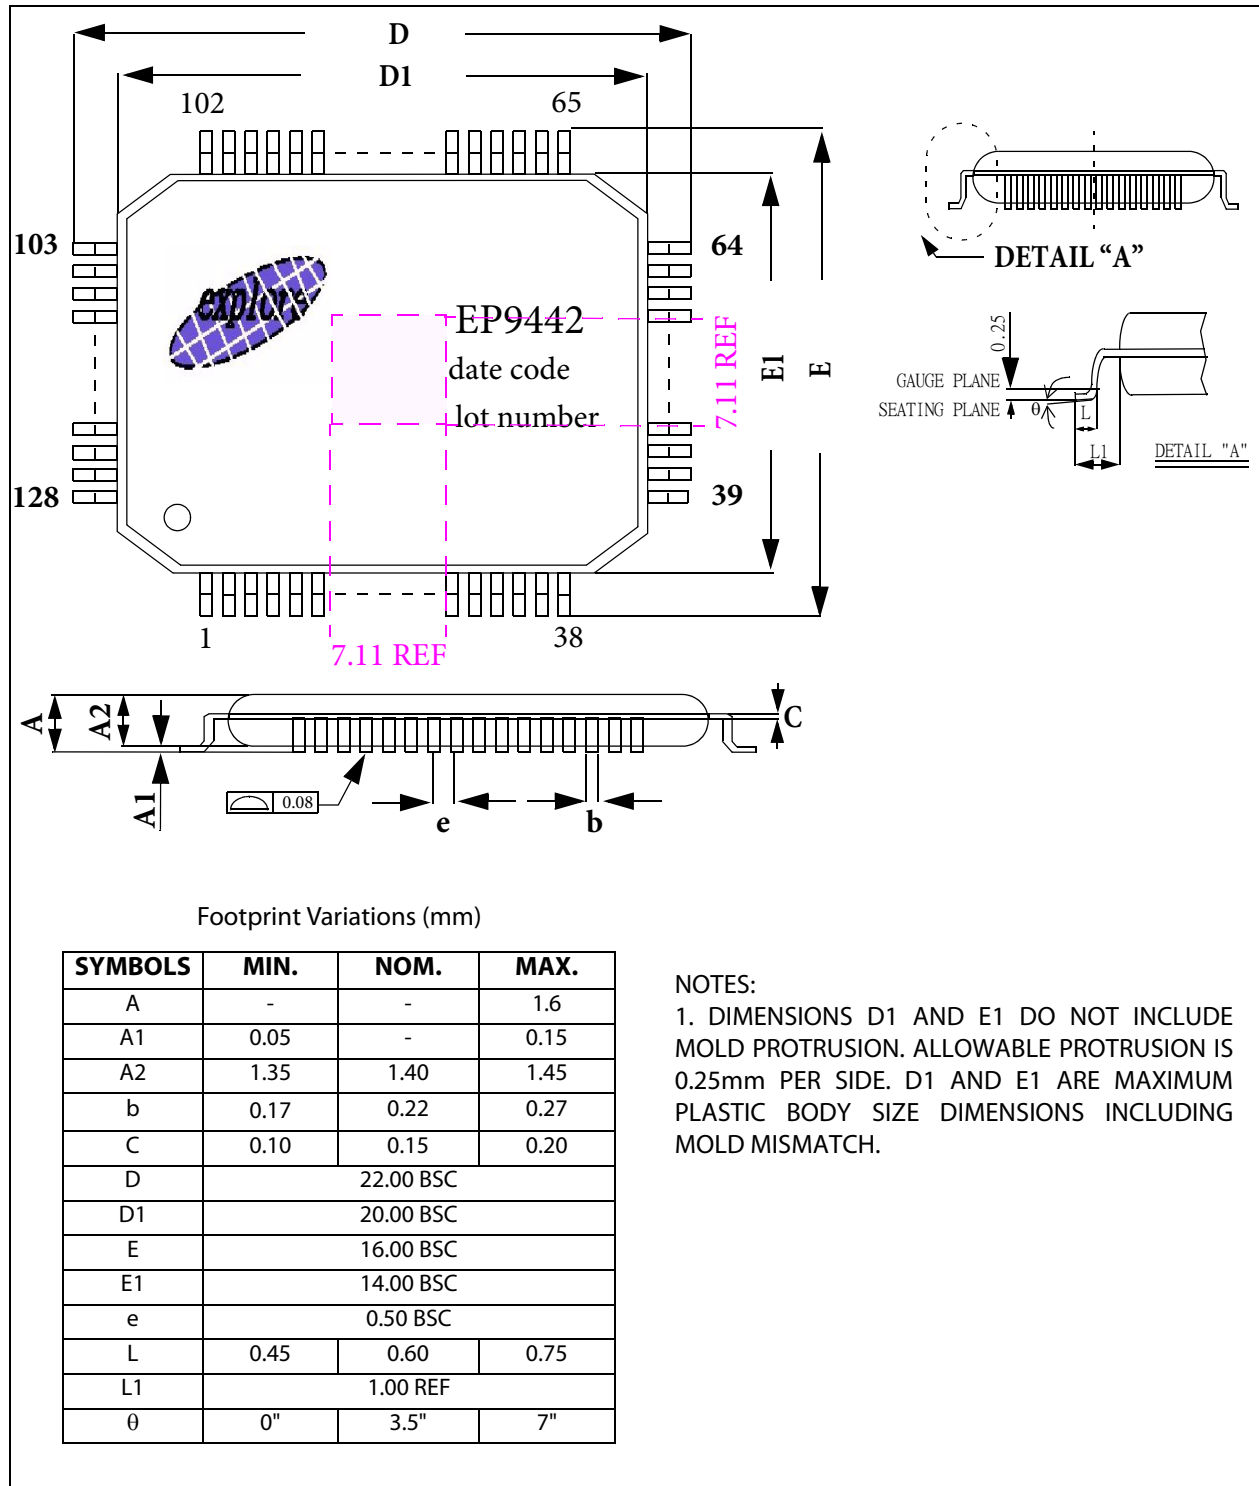 D
D1
102 65
103 64
explore
EP9442
date code
lot number
7.11 REF
E1
E
128 39
1 38
7.11 REF
DETAIL “A”
0.25
GAUGE PLANE
SEATING PLANE θ L
L1 DETAIL "A"
A A2 C
A1 0.08 e b
Footprint Variations (mm)
SYMBOLS MIN. NOM. MAX.
A - - 1.6
A1 0.05 - 0.15
A2 1.35 1.40 1.45
b 0.17 0.22 0.27
C 0.10 0.15 0.20
D 22.00 BSC
D1 20.00 BSC
E 16.00 BSC
E1 14.00 BSC
e 0.50 BSC
L 0.45 0.60 0.75
L1 1.00 REF
θ 0" 3.5" 7"
NOTES:
1. DIMENSIONS D1 AND E1 DO NOT INCLUDE
MOLD PROTRUSION. ALLOWABLE PROTRUSION IS
0.25mm PER SIDE. D1 AND E1 ARE MAXIMUM
PLASTIC BODY SIZE DIMENSIONS INCLUDING
MOLD MISMATCH.